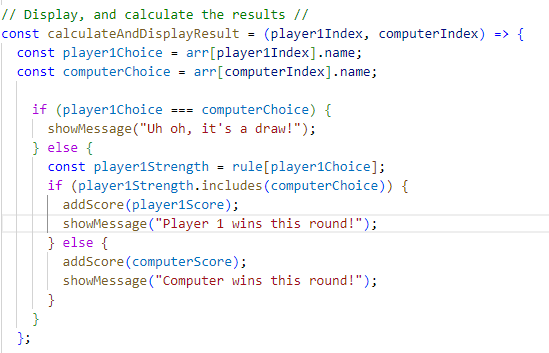 // Display, and calculate the results //
const calculateAndDisplayResult = (player1Index, computerIndex) => {
const player1Choice = arr[player1Index].name;
const computerChoice = arr[computerIndex].name;
if (player1Choice === computerChoice) {
showMessage("Uh oh, it's a draw!");
} else {
const player1Strength = rule[player1Choice];
if (player1Strength.includes(computerChoice)) {
addScore(player1Score);
showMessage("Player 1 wins this round!");
} else {
addScore(computerScore);
showMessage("Computer wins this round!");
}
}
};